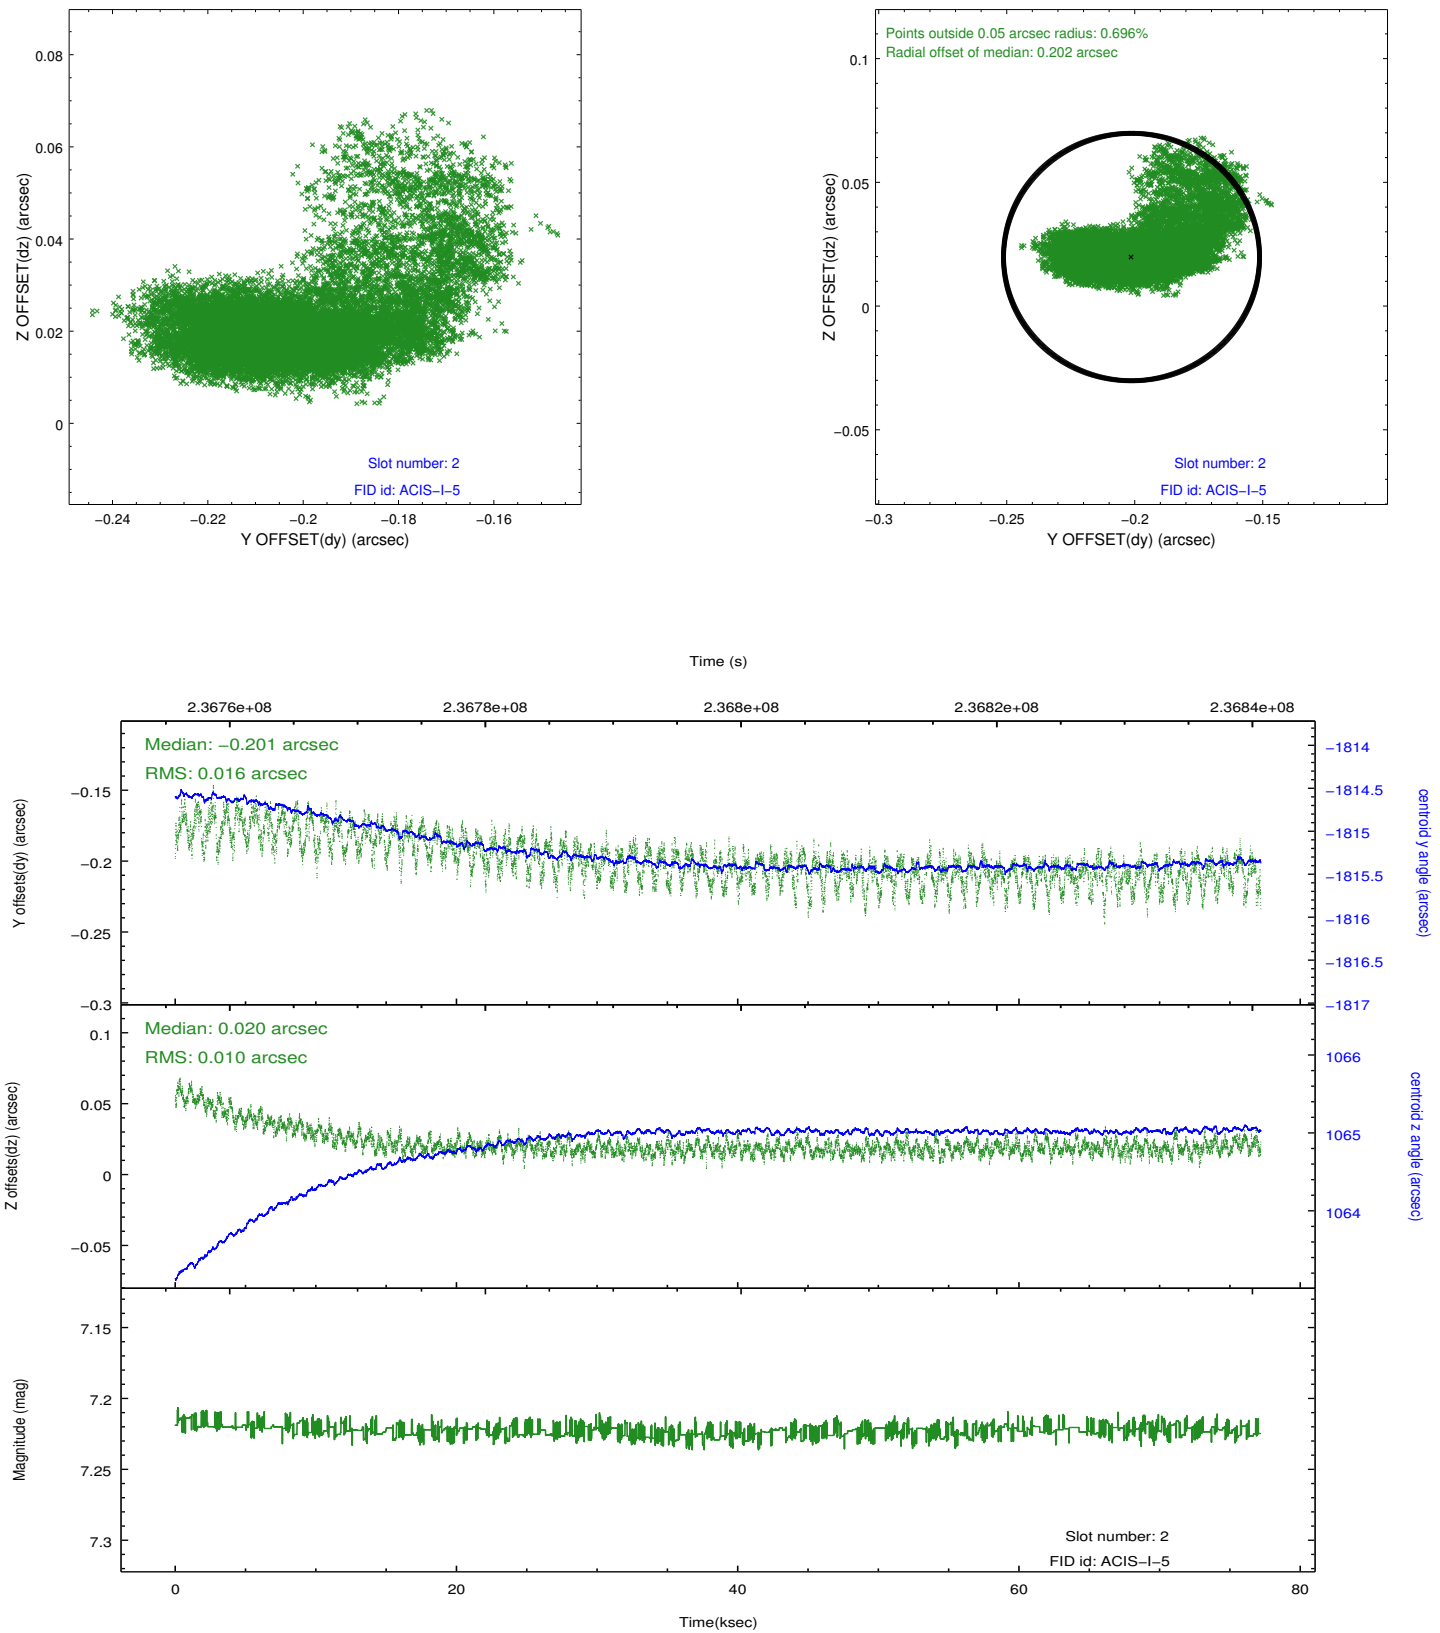 0.08
0.06
0.04
0.02
0
Z OFFSET(dz) (arcsec)
Slot number: 2
FID id: ACIS−I−5
−0.24 −0.22 −0.2 −0.18 −0.16
Y OFFSET(dy) (arcsec)
Points outside 0.05 arcsec radius: 0.696%
Radial offset of median: 0.202 arcsec
0.1
0.05
0
−0.05
Z OFFSET(dz) (arcsec)
Slot number: 2
FID id: ACIS−I−5
−0.3 −0.25 −0.2 −0.15
Y OFFSET(dy) (arcsec)
Time (s)
2.3676e+08 2.3678e+08 2.368e+08 2.3682e+08 2.3684e+08
Median: −0.201 arcsec
RMS: 0.016 arcsec
−0.15
−0.2
−0.25
−0.3
Y offsets(dy) (arcsec)
−1814
−1814.5
−1815
−1815.5
−1816
−1816.5
−1817
centroid y angle (arcsec)
Median: 0.020 arcsec
RMS: 0.010 arcsec
0.1
0.05
0
−0.05
Z offsets(dz) (arcsec)
1066
1065
1064
centroid z angle (arcsec)
7.15
7.2
7.25
7.3
Magnitude (mag)
Slot number: 2
FID id: ACIS−I−5
0 20 40 60 80
Time(ksec)